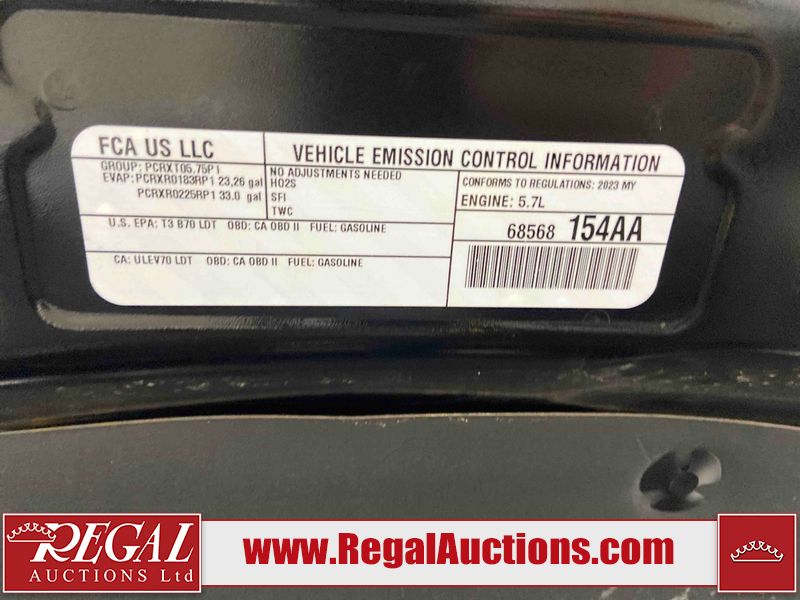 FCA US LLC
VEHICLE EMISSION CONTROL INFORMATION
GROUP: PCRXT05.75P1
EVAP: PCRXR0183RP1 23,26 gal
PCRXR0225RP1 33.0 gal
NO ADJUSTMENTS NEEDED
HO2S
SFI
TWC
CONFORMS TO REGULATIONS: 2023 MY
ENGINE: 5.7L
U.S. EPA: T3 B70 LDT OBD: CA OBD II FUEL: GASOLINE
68568 154AA
CA: ULEV70 LDT OBD: CA OBD II FUEL: GASOLINE
REGAL
AUCTIONS Ltd
www.RegalAuctions.com